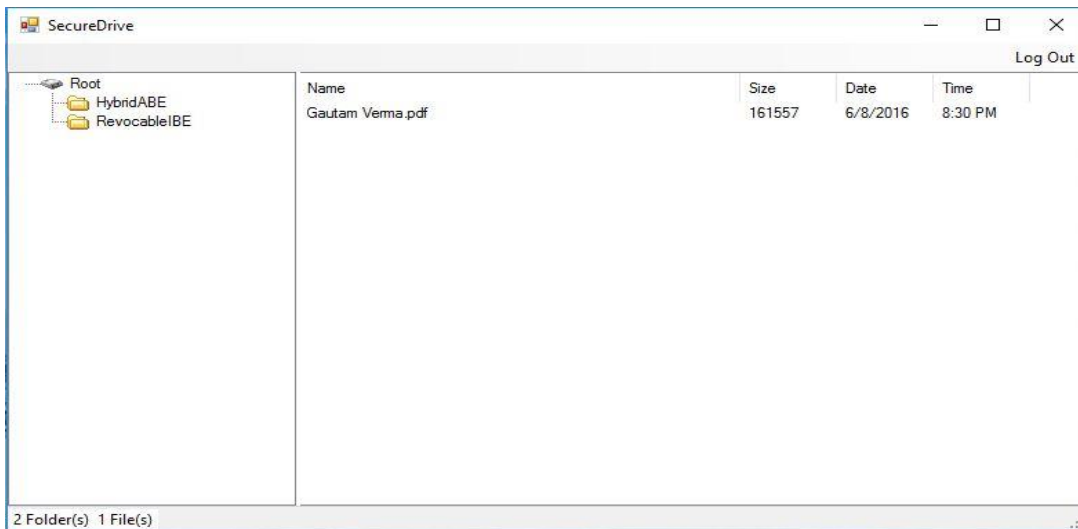 SecureDrive
Log Out
Root
HybridABE
RevocableIBE
Name Size Date Time
Gautam Verma.pdf 161557 6/8/2016 8:30 PM
2 Folder(s) 1 File(s)